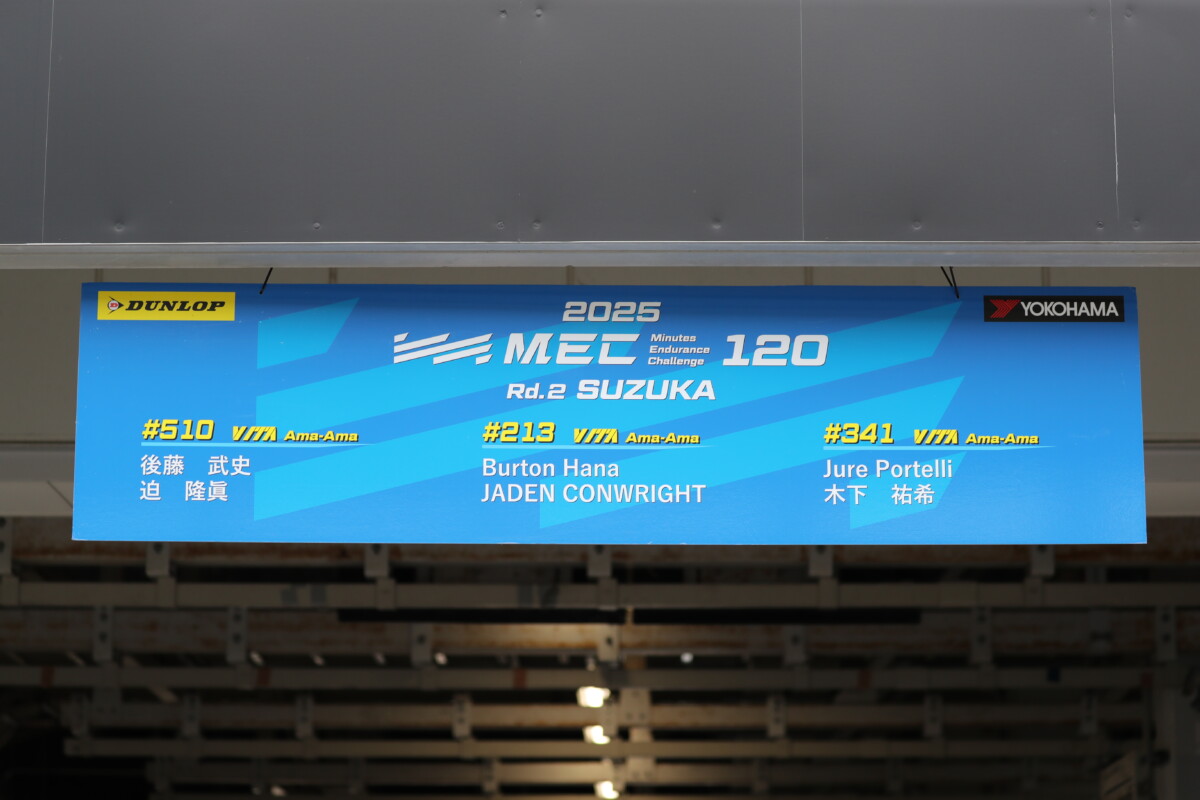 DUNLOP
YOKOHAMA
2025
MEC Minutes Endurance Challenge 120
Rd.2 SUZUKA
#510 VITA Ama-Ama
後藤 武史
迫 隆眞
#213 VITA Ama-Ama
Burton Hana
JADEN CONWRIGHT
#341 VITA Ama-Ama
Jure Portelli
木下 祐希